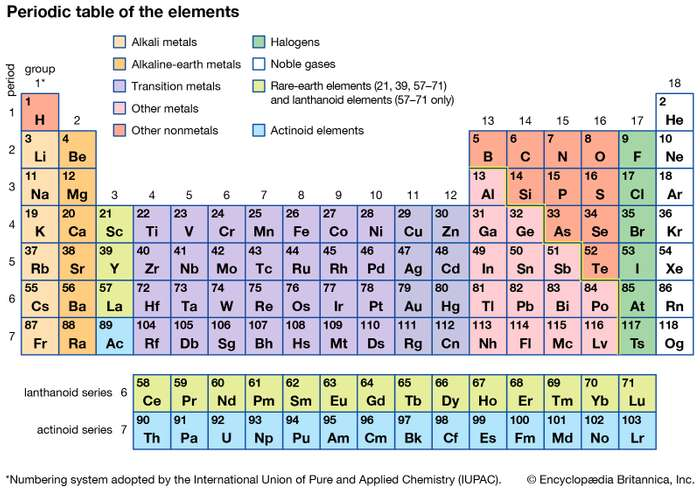 Periodic table of the elements
Alkali metals
Alkaline-earth metals
Transition metals
Other metals
Other nonmetals
Halogens
Noble gases
Rare-earth elements (21, 39, 57–71)
and lanthanoid elements (57–71 only)
Actinoid elements
period
group
1* 18
1 1 2
H He
2 13 14 15 16 17
2 3 4 5 6 7 8 9 10
Li Be B C N O F Ne
3 11 12 13 14 15 16 17 18
Na Mg Al Si P S Cl Ar
3 4 5 6 7 8 9 10 11 12
4 19 20 21 22 23 24 25 26 27 28 29 30 31 32 33 34 35 36
K Ca Sc Ti V Cr Mn Fe Co Ni Cu Zn Ga Ge As Se Br Kr
5 37 38 39 40 41 42 43 44 45 46 47 48 49 50 51 52 53 54
Rb Sr Y Zr Nb Mo Tc Ru Rh Pd Ag Cd In Sn Sb Te I Xe
6 55 56 57 72 73 74 75 76 77 78 79 80 81 82 83 84 85 86
Cs Ba La Hf Ta W Re Os Ir Pt Au Hg Tl Pb Bi Po At Rn
7 87 88 89 104 105 106 107 108 109 110 111 112 113 114 115 116 117 118
Fr Ra Ac Rf Db Sg Bh Hs Mt Ds Rg Cn Nh Fl Mc Lv Ts Og
lanthanoid series 6 58 59 60 61 62 63 64 65 66 67 68 69 70 71
Ce Pr Nd Pm Sm Eu Gd Tb Dy Ho Er Tm Yb Lu
actinoid series 7 90 91 92 93 94 95 96 97 98 99 100 101 102 103
Th Pa U Np Pu Am Cm Bk Cf Es Fm Md No Lr
*Numbering system adopted by the International Union of Pure and Applied Chemistry (IUPAC). © Encyclopædia Britannica, Inc.